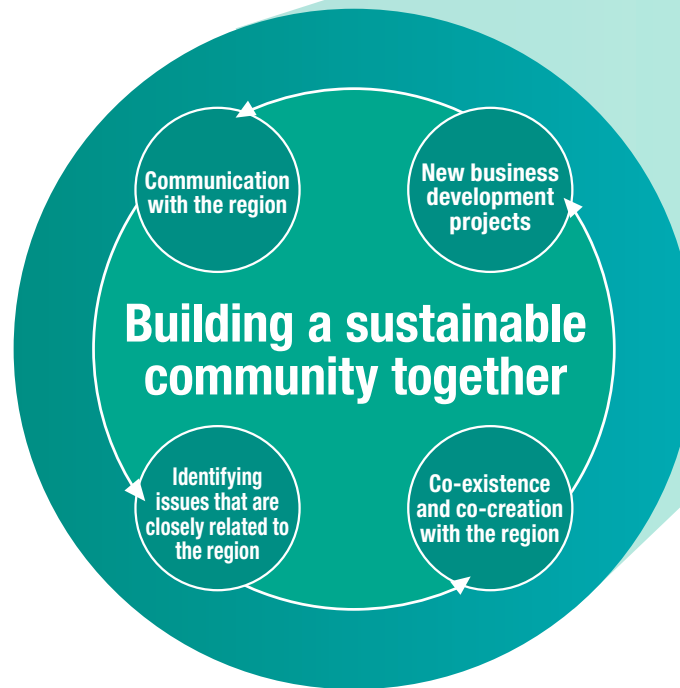 Communication
with the region
New business
development
projects
Building a sustainable
community together
Identifying
issues that are
closely related to
the region
Co-existence
and co-creation
with the region